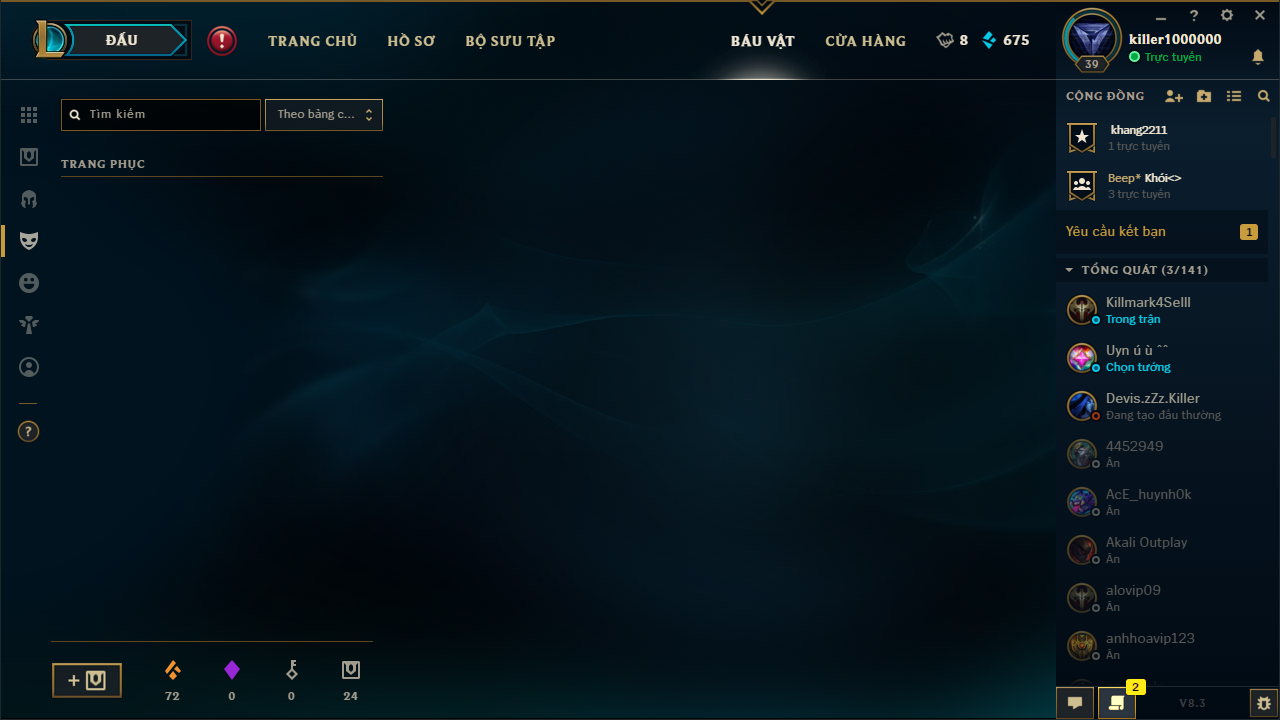 ĐẤU
TRANG CHỦ
HỒ SƠ
BỘ SƯU TẬP
BÁU VẬT
CỬA HÀNG
8
675
39
killer1000000
Trực tuyến
Tìm kiếm
Theo bảng c...
TRANG PHỤC
CỘNG ĐỒNG
khang2211
1 trực tuyến
Beep* Khói<>
3 trực tuyến
Yêu cầu kết bạn
1
TỔNG QUÁT (3/141)
Killmark4Selll
Trong trận
Uyn ú ù ^^
Chọn tướng
Devis.zZz.Killer
Đang tạo đấu thường
4452949
Ẩn
AcE_huynh0k
Ẩn
Akali Outplay
Ẩn
alovip09
Ẩn
anhhoavip123
Ẩn
?
72
0
0
24
2
V8.3